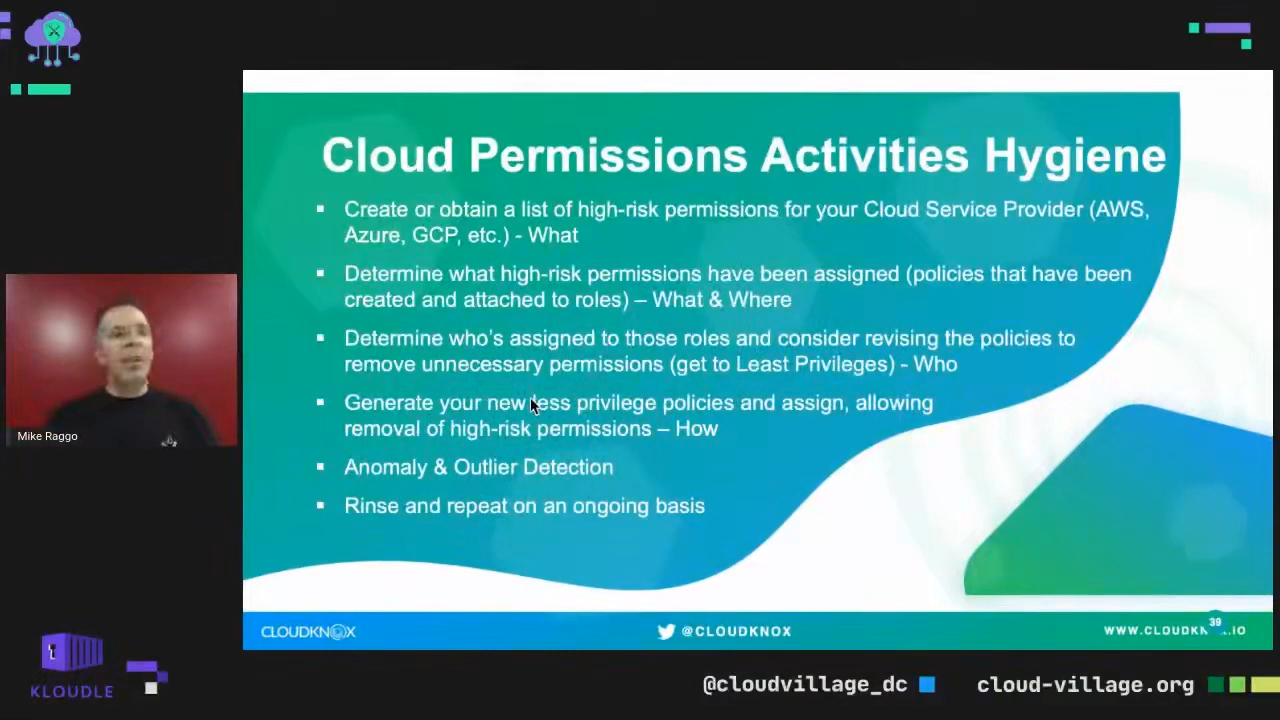 Cloud Permissions Activities Hygiene
▪ Create or obtain a list of high-risk permissions for your Cloud Service Provider (AWS,
Azure, GCP, etc.) - What
▪ Determine what high-risk permissions have been assigned (policies that have been
created and attached to roles) – What & Where
▪ Determine who's assigned to those roles and consider revising the policies to
remove unnecessary permissions (get to Least Privileges) - Who
▪ Generate your new less privilege policies and assign, allowing
removal of high-risk permissions – How
▪ Anomaly & Outlier Detection
▪ Rinse and repeat on an ongoing basis
Mike Raggo
CLOUDKNOX
@CLOUDKNOX
39
KLOUDLE
@cloudvillage_dc
cloud-village.org